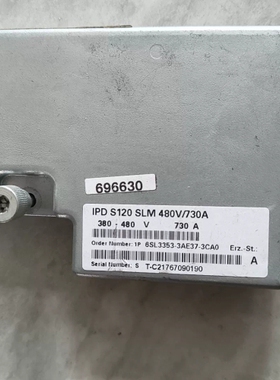 696630
IPD S120 SLM 480V/730A
380 - 480 V 730 A
Order Number: 1P 6SL3353-3AE37-3CA0 Erz.-St.:
A
Serial Number: S T-C21767090190